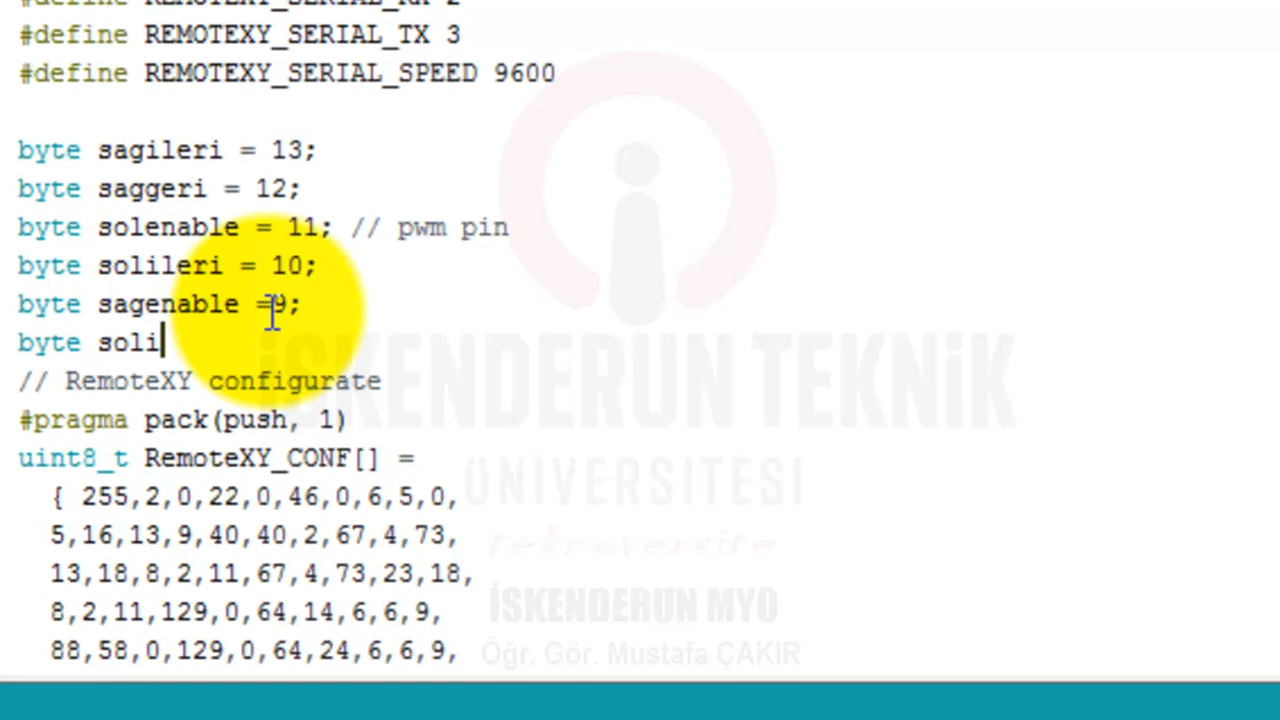 #define REMOTEXY_SERIAL_RX 2
#define REMOTEXY_SERIAL_TX 3
#define REMOTEXY_SERIAL_SPEED 9600
byte sagileri = 13;
byte saggeri = 12;
byte solenable = 11; // pwm pin
byte solileri = 10;
byte sagenable =9;
byte soli
// RemoteXY configurate
#pragma pack(push, 1)
uint8_t RemoteXY_CONF[] =
{ 255,2,0,22,0,46,0,6,5,0,
5,16,13,9,40,40,2,67,4,73,
13,18,8,2,11,67,4,73,23,18,
8,2,11,129,0,64,14,6,6,9,
88,58,0,129,0,64,24,6,6,9,
İSKENDERUN TEKNİK
ÜNİVERSİTESİ
teknoversite
İSKENDERUN MYO
Öğr. Gör. Mustafa ÇAKIR